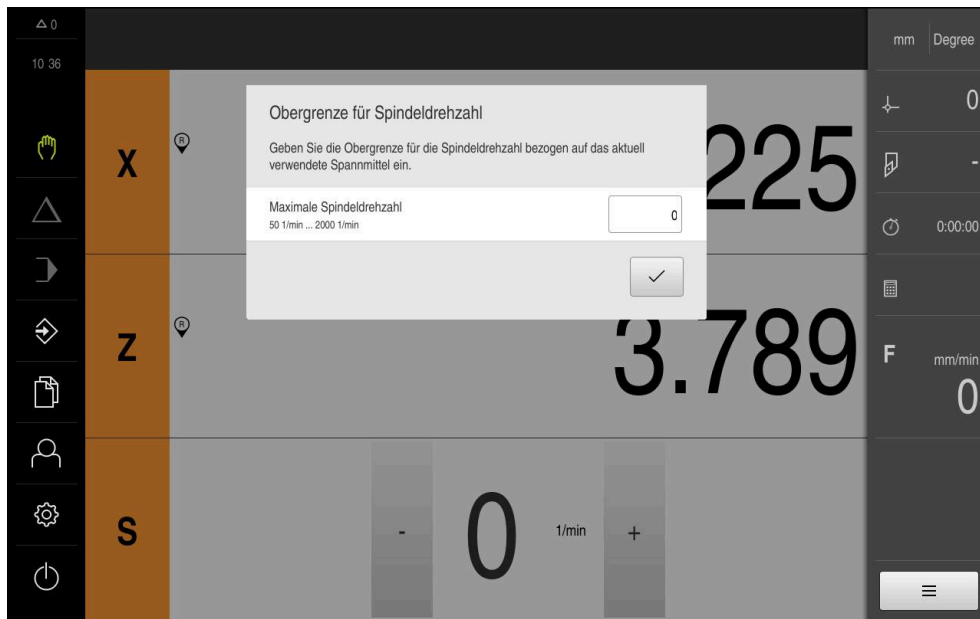 0
10 36
mm Degree
X
R
225
Obergrenze für Spindeldrehzahl
Geben Sie die Obergrenze für die Spindeldrehzahl bezogen auf das aktuell
verwendete Spannmittel ein.
Maximale Spindeldrehzahl
50 1/min ... 2000 1/min
0
0
-
0:00:00
Z
R
3.789
F
mm/min
0
S
-
0
1/min
+